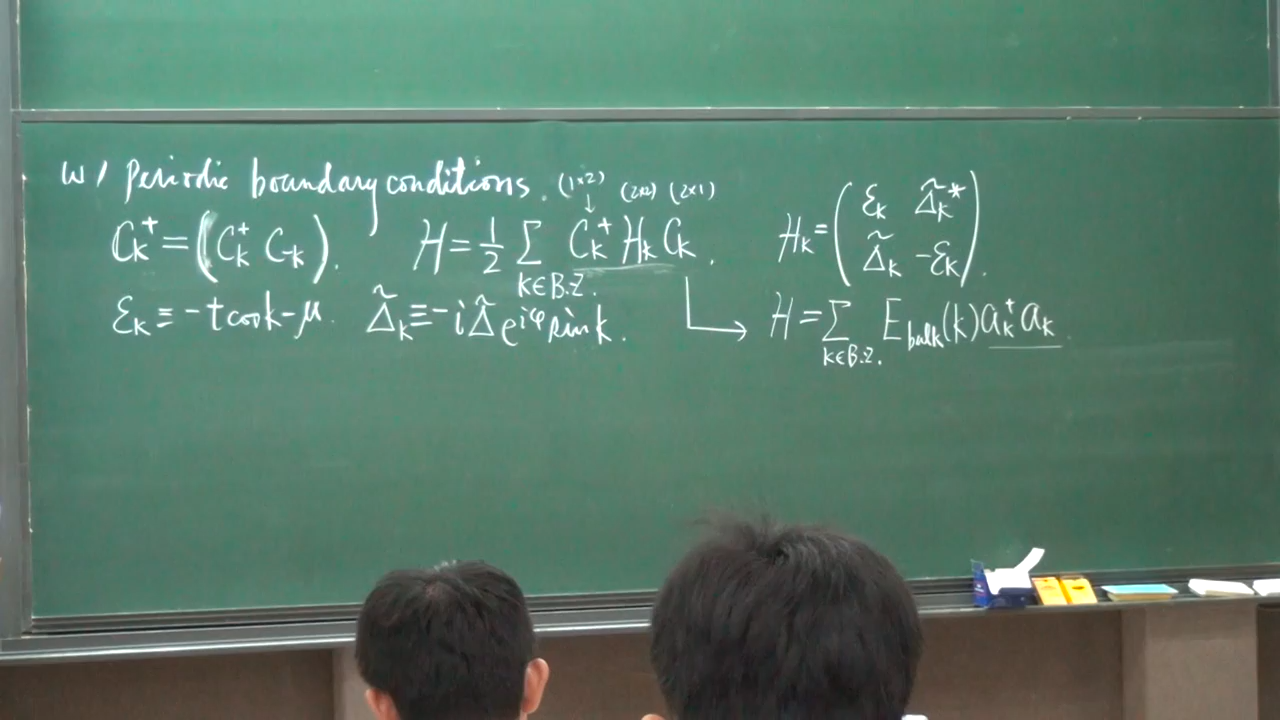 w/ periodic boundary conditions. (1×2) (2×2) (2×1)
↓
C_k^† = (C_k^† C_{-k}). H = 1/2 Σ_{k∈B.Z.} C_k^† H_k C_k. H_k = ( ε_k Δ̃_k^* ; Δ̃_k -ε_k ).
ε_k ≡ -t cos k - μ. Δ̃_k ≡ -i Δ̃ e^{iφ} sin k. → H = Σ_{k∈B.Z.} E_bulk(k) a_k^† a_k.